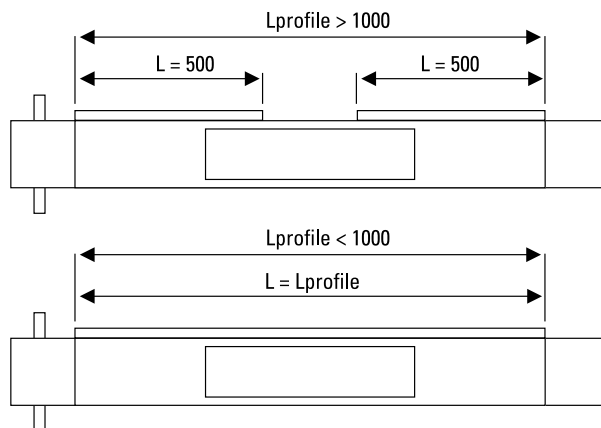 Lprofile > 1000
L = 500
L = 500
Lprofile < 1000
L = Lprofile